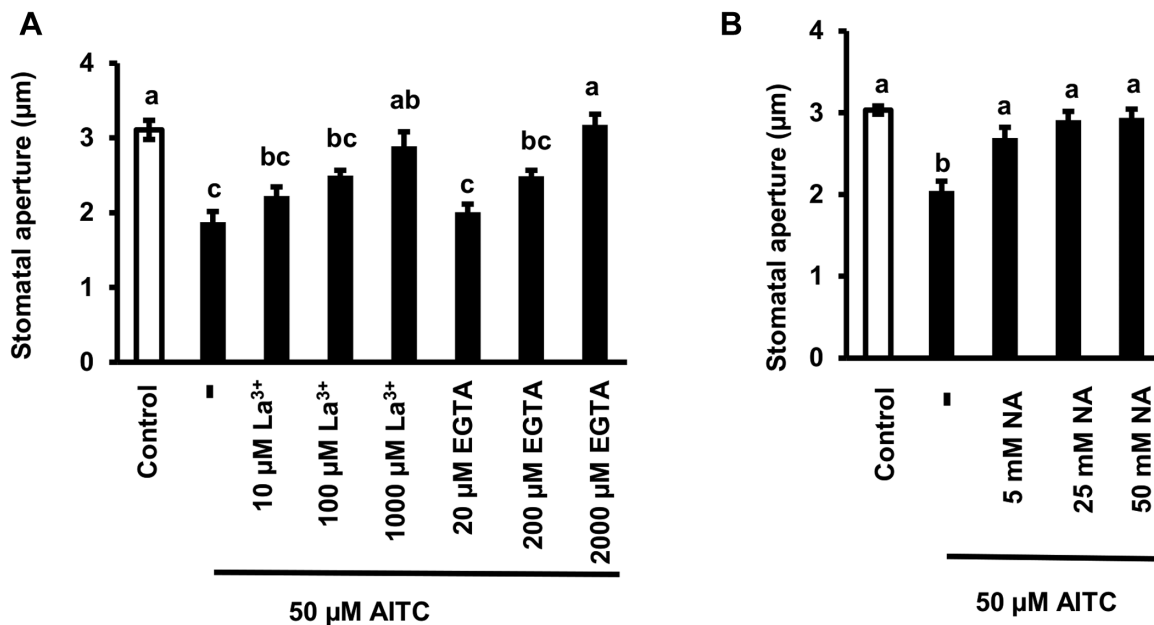 A
Stomatal aperture (µm)
4
3
2
1
0
a
c
bc
bc
ab
c
bc
a
Control
-
10 µM La³⁺
100 µM La³⁺
1000 µM La³⁺
20 µM EGTA
200 µM EGTA
2000 µM EGTA
50 µM AITC
B
Stomatal aperture (µm)
4
3
2
1
0
a
b
a
a
a
Control
-
5 mM NA
25 mM NA
50 mM NA
50 µM AITC